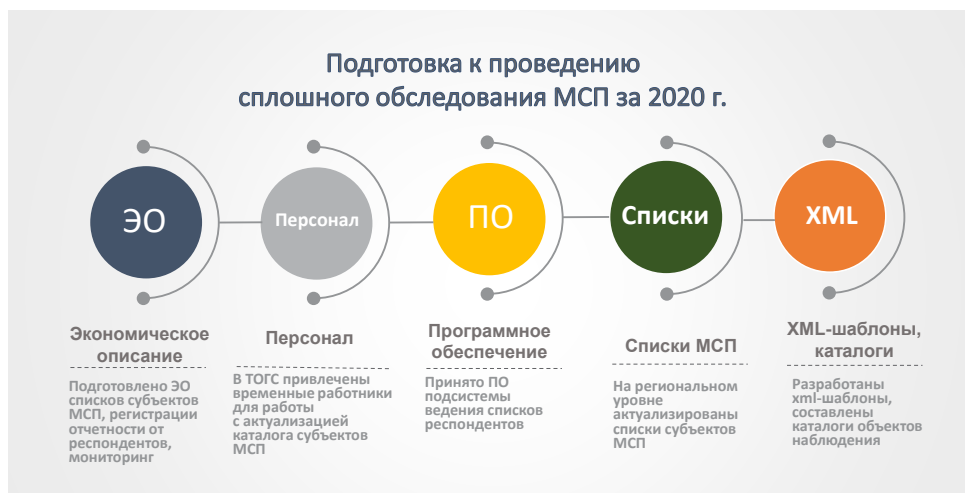 Подготовка к проведению
сплошного обследования МСП за 2020 г.
ЭО
Персонал
ПО
Списки
XML
Экономическое
описание
Подготовлено ЭО
списков субъектов
МСП, регистрации
отчетности от
респондентов,
мониторинг
Персонал
В ТОГС привлечены
временные работники
для работы
с актуализацией
каталога субъектов
МСП
Программное
обеспечение
Принято ПО
подсистемы
ведения списков
респондентов
Списки МСП
На региональном
уровне
актуализированы
списки субъектов
МСП
XML-шаблоны,
каталоги
Разработаны
xml-шаблоны,
составлены
каталоги объектов
наблюдения